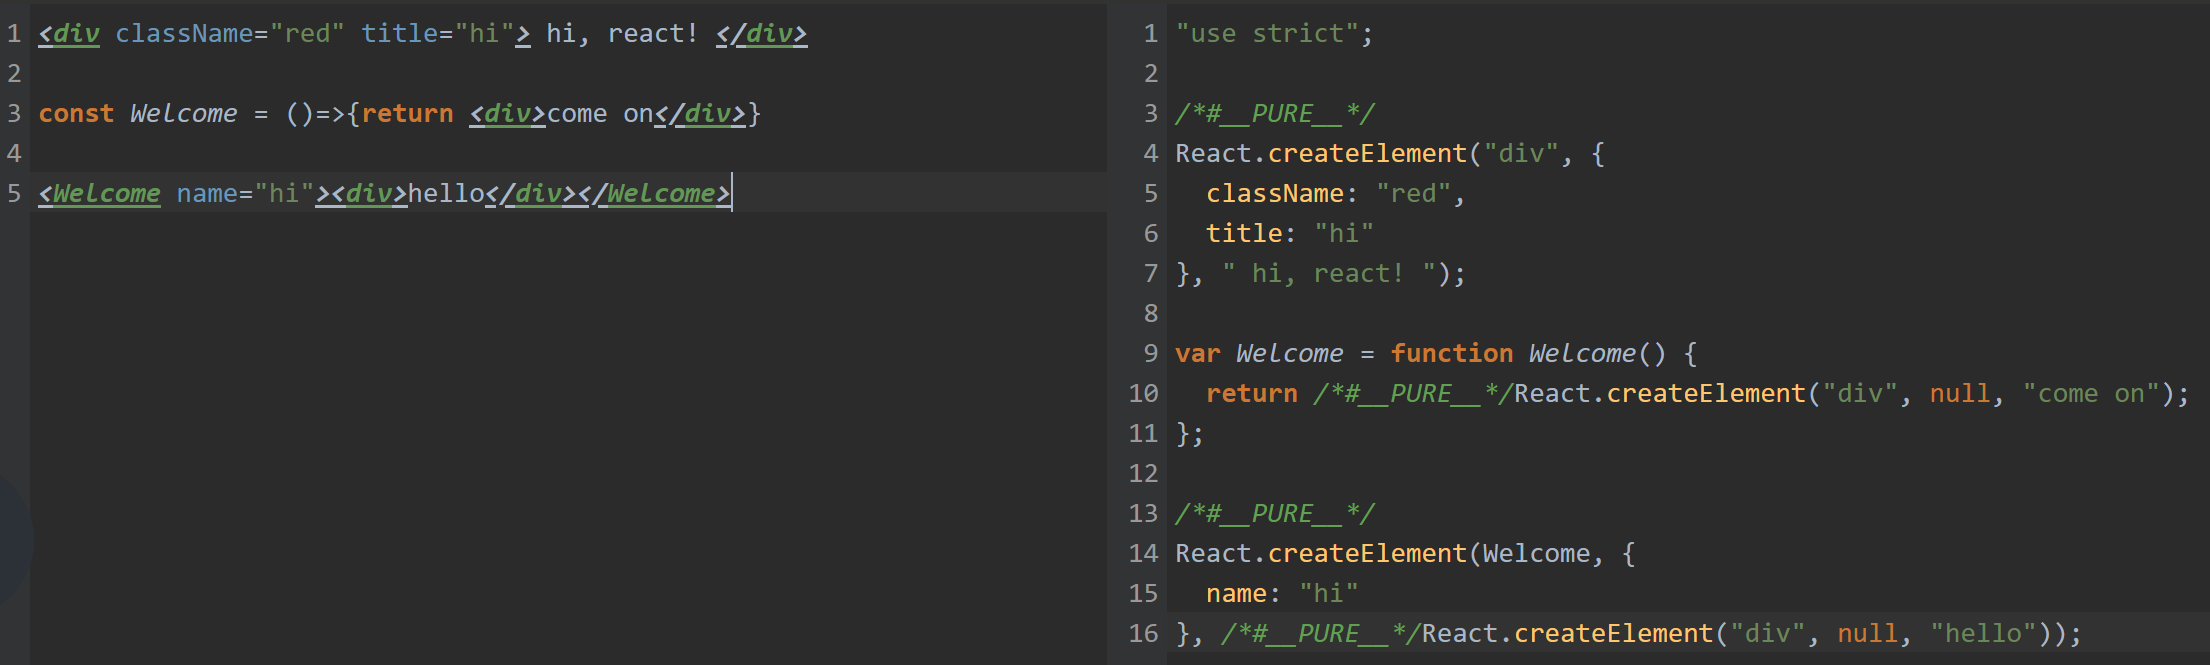 1 <div className="red" title="hi"> hi, react! </div>
2
3 const Welcome = ()=>{return <div>come on</div>}
4
5 <Welcome name="hi"><div>hello</div></Welcome>
1 "use strict";
2
3 /*#__PURE__*/
4 React.createElement("div", {
5   className: "red",
6   title: "hi"
7 }, " hi, react! ");
8
9 var Welcome = function Welcome() {
10   return /*#__PURE__*/React.createElement("div", null, "come on");
11 };
12
13 /*#__PURE__*/
14 React.createElement(Welcome, {
15   name: "hi"
16 }, /*#__PURE__*/React.createElement("div", null, "hello"));